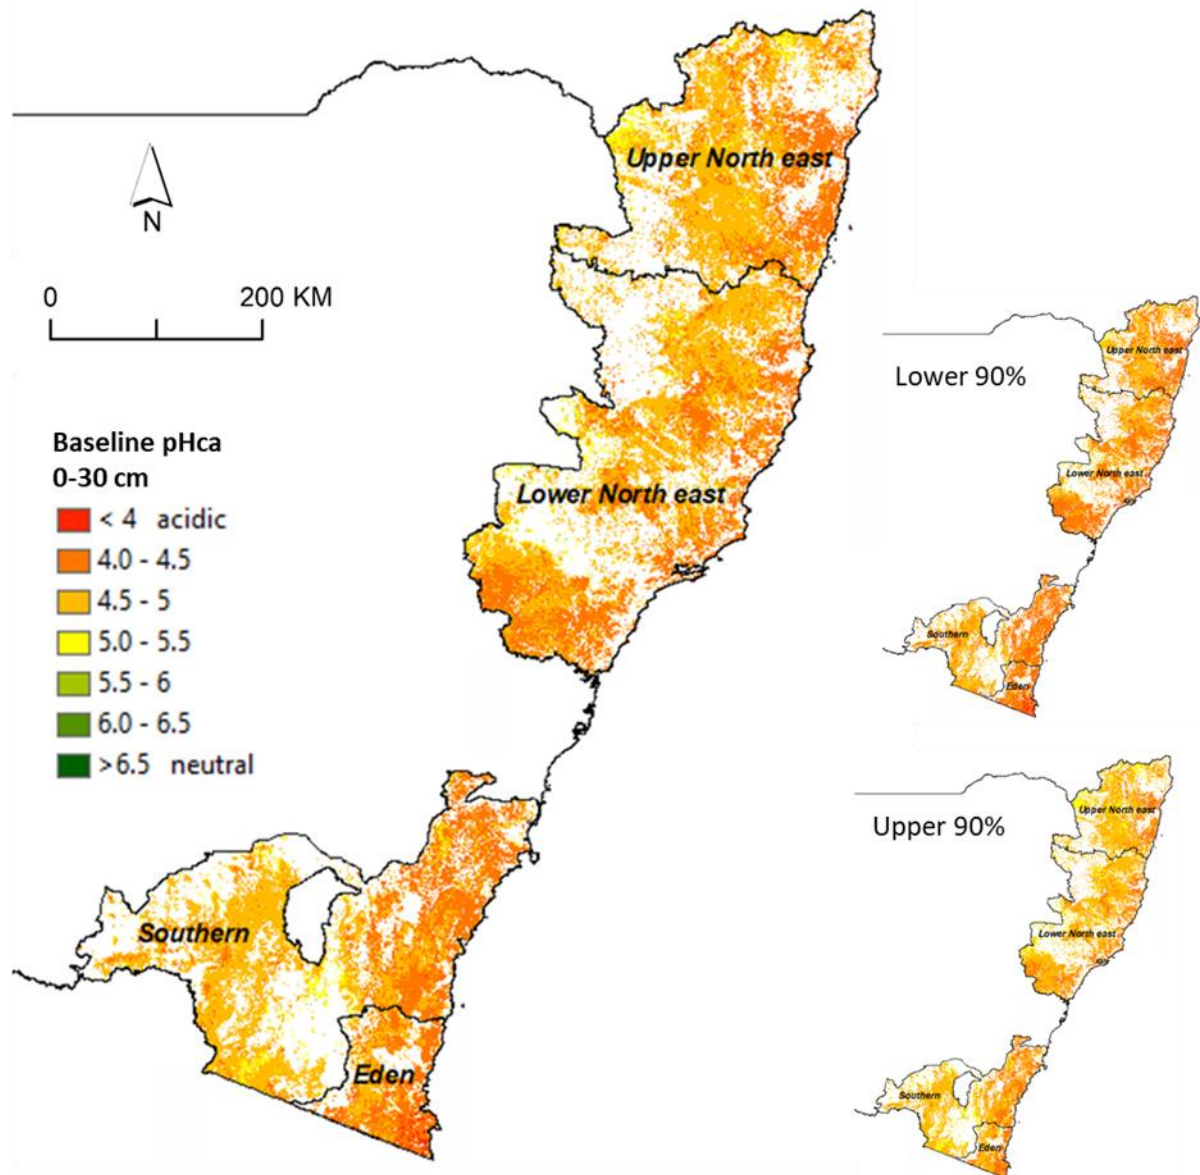 Upper North east
N
0 200 KM
Baseline pHca
0-30 cm
< 4 acidic
4.0 - 4.5
4.5 - 5
5.0 - 5.5
5.5 - 6
6.0 - 6.5
>6.5 neutral
Lower North east
Southern
Eden
Lower 90%
Upper North east
Lower North east
Southern
Eden
Upper 90%
Upper North east
Lower North east
Southern
Eden